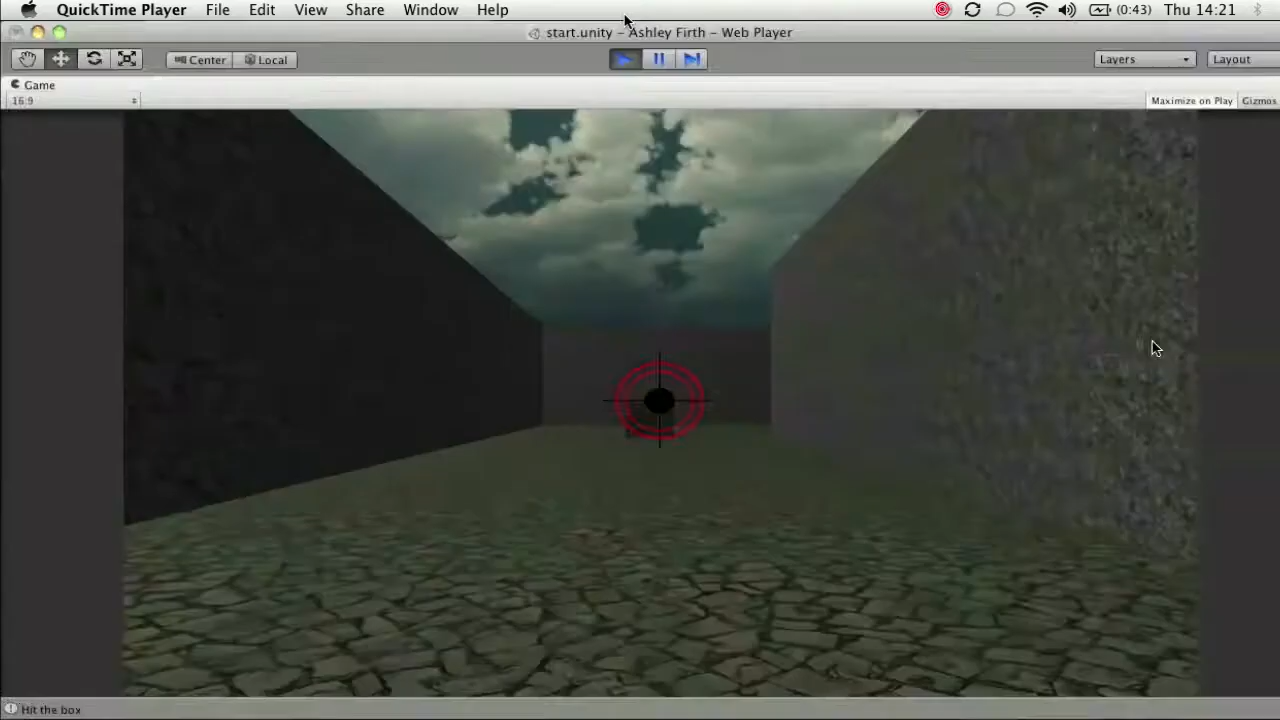 QuickTime Player File Edit View Share Window Help (0:43) Thu 14:21
start.unity - Ashley Firth - Web Player
Center Local Layers Layout
Game
16:9 Maximize on Play Gizmos
Hit the box